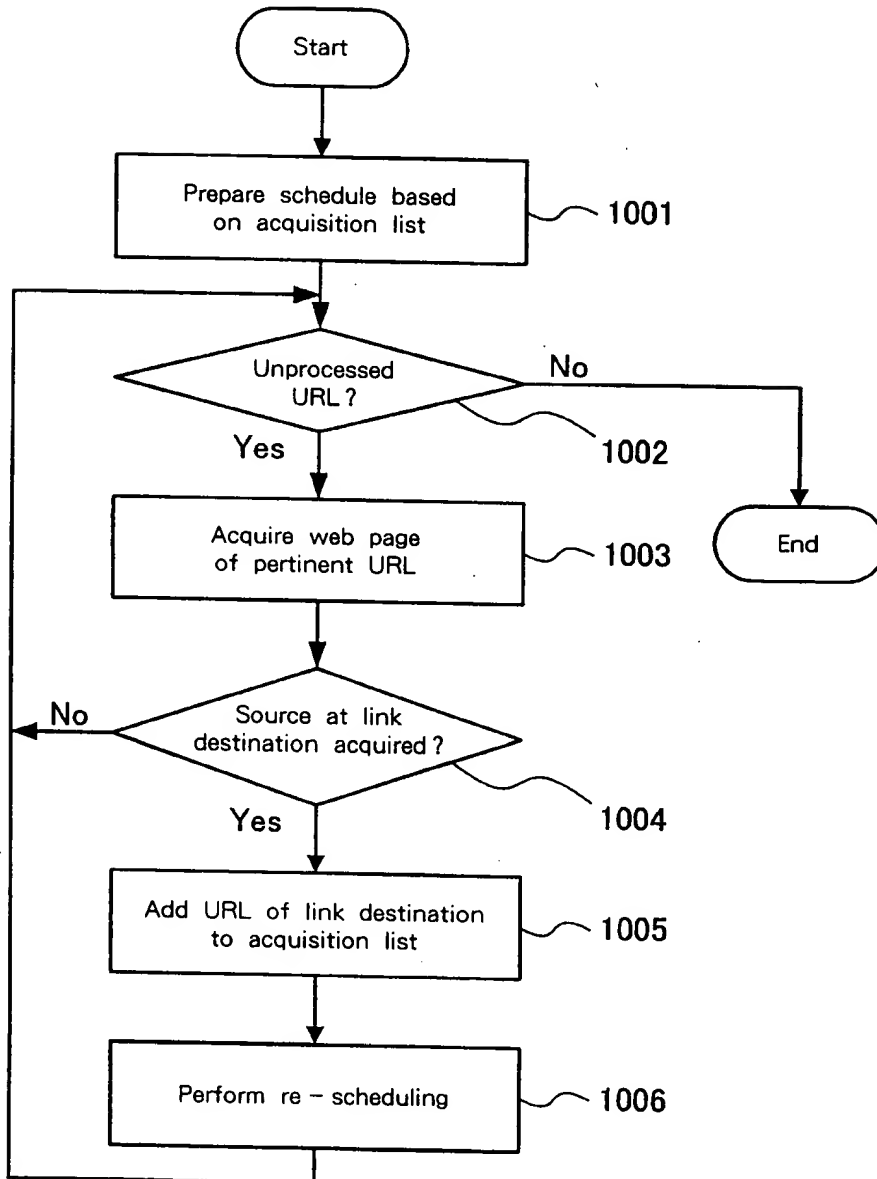 Start
Prepare schedule based
on acquisition list
1001
Unprocessed
URL?
No
Yes
1002
Acquire web page
of pertinent URL
1003
End
No
Source at link
destination acquired?
Yes
1004
Add URL of link destination
to acquisition list
1005
Perform re-scheduling
1006